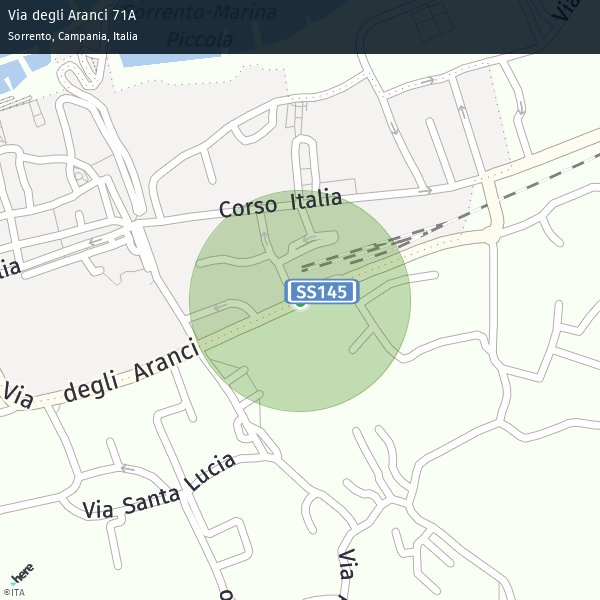 Via degli Aranci 71A
Sorrento, Campania, Italia
Sorrento-Marina
Piccola
Via
Corso Italia
lia
SS145
Via degli Aranci
Via Santa Lucia
Via
here
©ITA